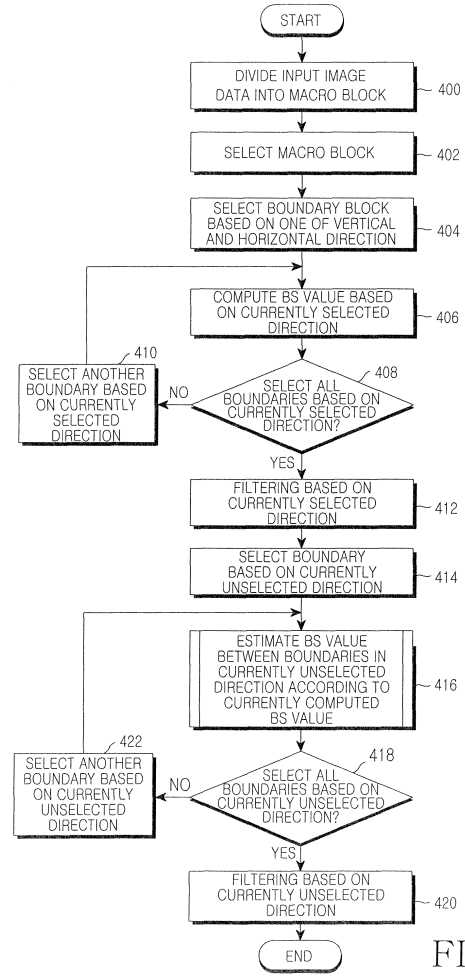 START
DIVIDE INPUT IMAGE
DATA INTO MACRO BLOCK
400
SELECT MACRO BLOCK
402
SELECT BOUNDARY BLOCK
BASED ON ONE OF VERTICAL
AND HORIZONTAL DIRECTION
404
COMPUTE BS VALUE BASED
ON CURRENTLY SELECTED
DIRECTION
406
410
SELECT ANOTHER
BOUNDARY BASED
ON CURRENTLY
SELECTED
DIRECTION
NO
408
SELECT ALL
BOUNDARIES BASED ON
CURRENTLY SELECTED
DIRECTION?
YES
FILTERING BASED ON
CURRENTLY SELECTED
DIRECTION
412
SELECT BOUNDARY
BASED ON CURRENTLY
UNSELECTED DIRECTION
414
ESTIMATE BS VALUE
BETWEEN BOUNDARIES IN
CURRENTLY UNSELECTED
DIRECTION ACCORDING TO
CURRENTLY COMPUTED
BS VALUE
416
422
SELECT ANOTHER
BOUNDARY BASED
ON CURRENTLY
UNSELECTED
DIRECTION
NO
418
SELECT ALL
BOUNDARIES BASED ON
CURRENTLY UNSELECTED
DIRECTION?
YES
FILTERING BASED ON
CURRENTLY UNSELECTED
DIRECTION
420
END
FI